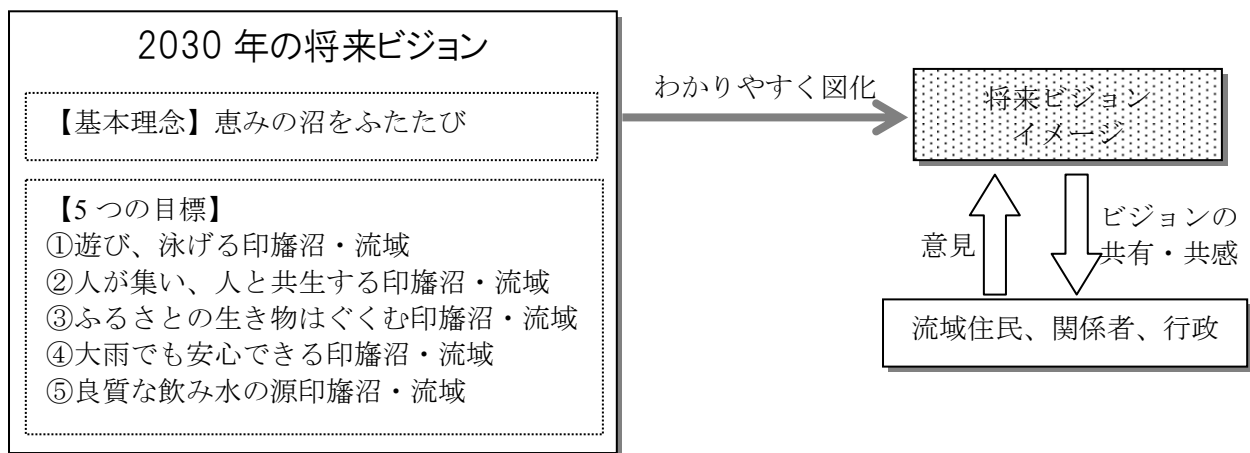 2030 年の将来ビジョン
【基本理念】恵みの沼をふたたび
【5 つの目標】
①遊び、泳げる印旛沼・流域
②人が集い、人と共生する印旛沼・流域
③ふるさとの生き物はぐくむ印旛沼・流域
④大雨でも安心できる印旛沼・流域
⑤良質な飲み水の源印旛沼・流域
わかりやすく図化
将来ビジョン
イメージ
意見
ビジョンの
共有・共感
流域住民、関係者、行政